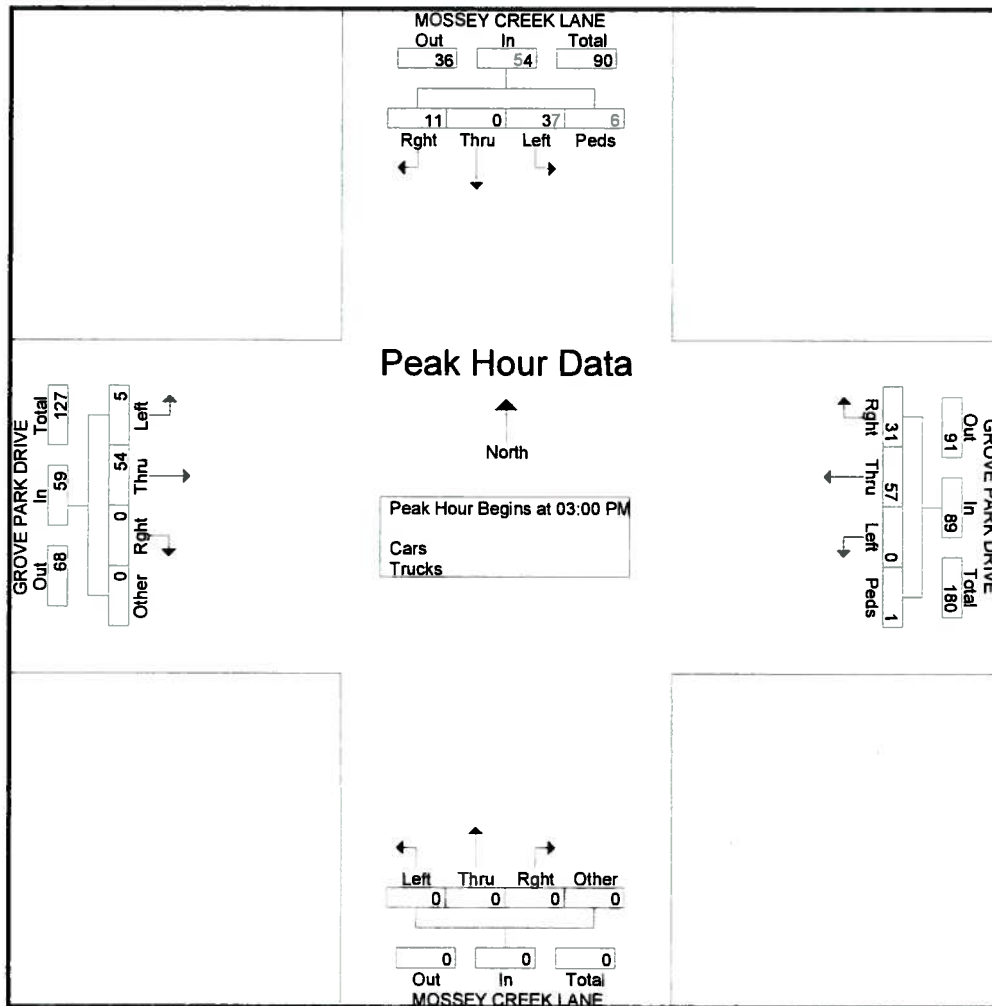 MOSSEY CREEK LANE
Out In Total
36 54 90
11 0 37 6
Rght Thru Left Peds
Peak Hour Data
North
Peak Hour Begins at 03:00 PM
Cars
Trucks
GROVE PARK DRIVE
Out In Total
68 59 127
Other Rght Thru Left
0 0 54 5
GROVE PARK DRIVE
Out In Total
91 89 180
31 57 0 1
Rght Thru Left Peds
Left Thru Rght Other
0 0 0 0
0 0 0
Out In Total
MOSSEY CREEK LANE